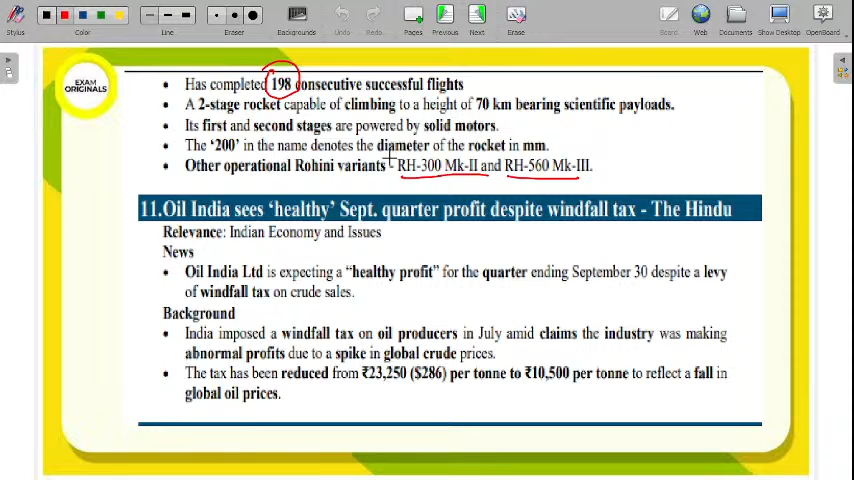 Stylus
Color
Line
Eraser
Backgrounds
Undo
Redo
Pages
Previous
Next
Erase
Board
Web
Documents
Show Desktop
OpenBoard
EXAM
ORIGINALS
• Has completed 198 consecutive successful flights
• A 2-stage rocket capable of climbing to a height of 70 km bearing scientific payloads.
• Its first and second stages are powered by solid motors.
• The ‘200’ in the name denotes the diameter of the rocket in mm.
• Other operational Rohini variants - RH-300 Mk-II and RH-560 Mk-III.
11. Oil India sees ‘healthy’ Sept. quarter profit despite windfall tax - The Hindu
Relevance: Indian Economy and Issues
News
• Oil India Ltd is expecting a “healthy profit” for the quarter ending September 30 despite a levy
of windfall tax on crude sales.
Background
• India imposed a windfall tax on oil producers in July amid claims the industry was making
abnormal profits due to a spike in global crude prices.
• The tax has been reduced from ₹23,250 ($286) per tonne to ₹10,500 per tonne to reflect a fall in
global oil prices.